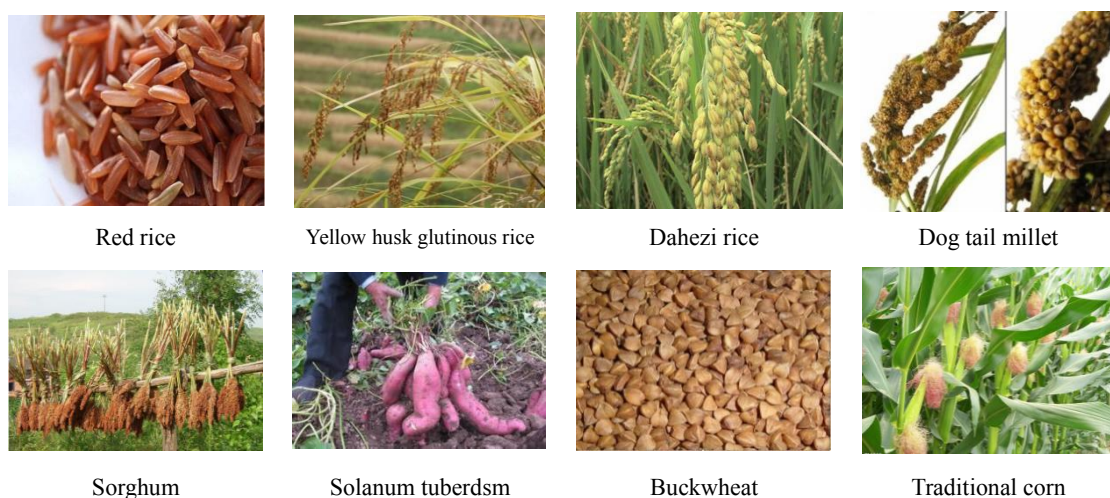 Red rice
Yellow husk glutinous rice
Dahezi rice
Dog tail millet
Sorghum
Solanum tuberdsm
Buckwheat
Traditional corn